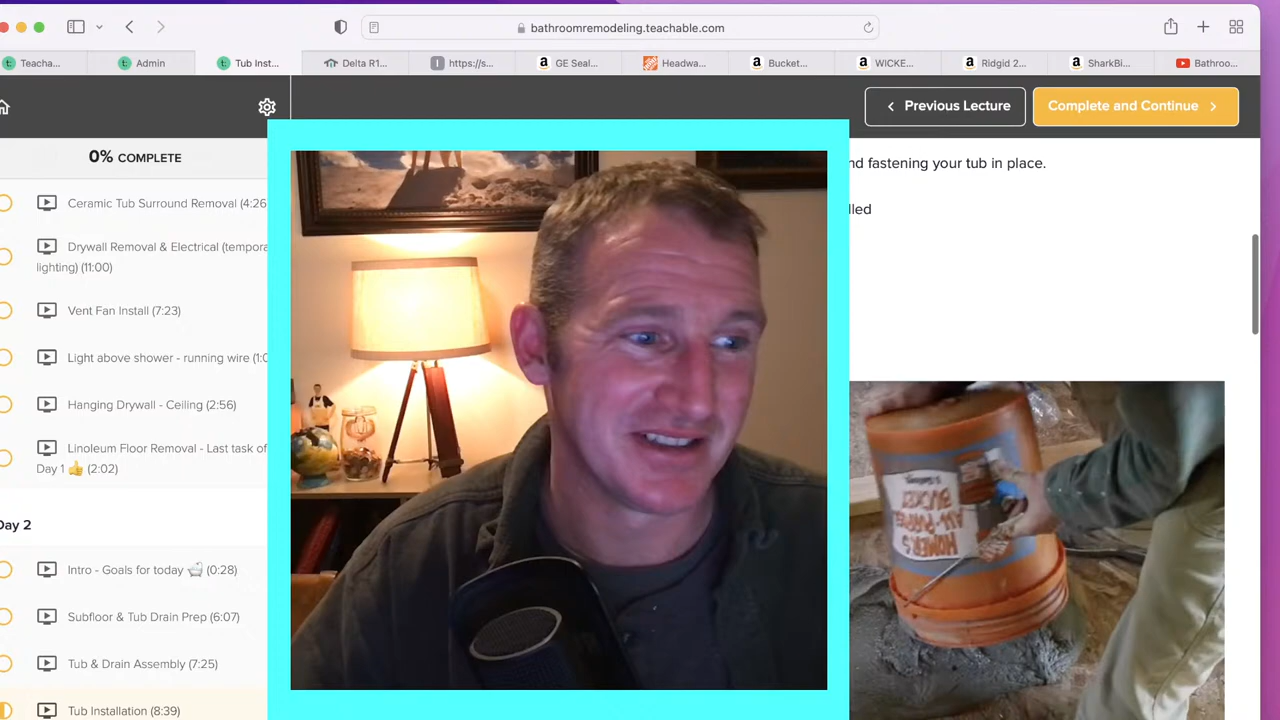 bathroomremodeling.teachable.com
Teacha...
Admin
Tub Inst...
Delta R1...
https://s...
GE Seal...
Headwa...
Bucket...
WICKE...
Ridgid 2...
SharkBi...
Bathroo...
Previous Lecture
Complete and Continue
0% COMPLETE
nd fastening your tub in place.
Ceramic Tub Surround Removal (4:26
lled
Drywall Removal & Electrical (tempora
lighting) (11:00)
Vent Fan Install (7:23)
Light above shower - running wire (1:0
Hanging Drywall - Ceiling (2:56)
Linoleum Floor Removal - Last task of
Day 1 👍 (2:02)
Day 2
Intro - Goals for today 🛁 (0:28)
Subfloor & Tub Drain Prep (6:07)
Tub & Drain Assembly (7:25)
Tub Installation (8:39)
HOMER'S
ALL-PURPOSE
BUCKET